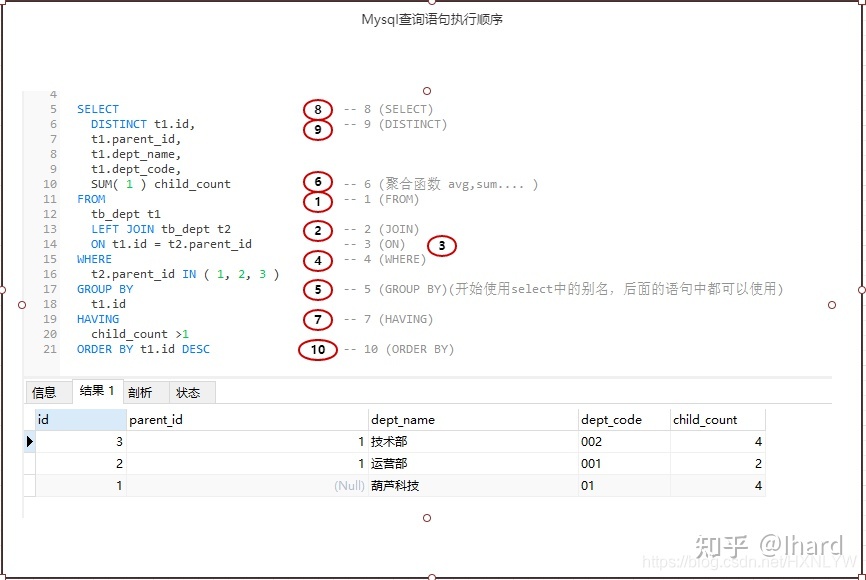 Mysql查询语句执行顺序
4
5 SELECT 8 -- 8 (SELECT)
6 DISTINCT t1.id, 9 -- 9 (DISTINCT)
7 t1.parent_id,
8 t1.dept_name,
9 t1.dept_code,
10 SUM( 1 ) child_count 6 -- 6 (聚合函数 avg,sum.... )
11 FROM 1 -- 1 (FROM)
12 tb_dept t1
13 LEFT JOIN tb_dept t2 2 -- 2 (JOIN)
14 ON t1.id = t2.parent_id -- 3 (ON) 3
15 WHERE 4 -- 4 (WHERE)
16 t2.parent_id IN ( 1, 2, 3 )
17 GROUP BY 5 -- 5 (GROUP BY)(开始使用select中的别名，后面的语句中都可以使用)
18 t1.id
19 HAVING 7 -- 7 (HAVING)
20 child_count >1
21 ORDER BY t1.id DESC 10 -- 10 (ORDER BY)
信息 结果 1 剖析 状态
id parent_id dept_name dept_code child_count
3 1 技术部 002 4
2 1 运营部 001 2
1 (Null) 葫芦科技 01 4
知乎 @lhard
https://blog.csdn.net/HXNLYW